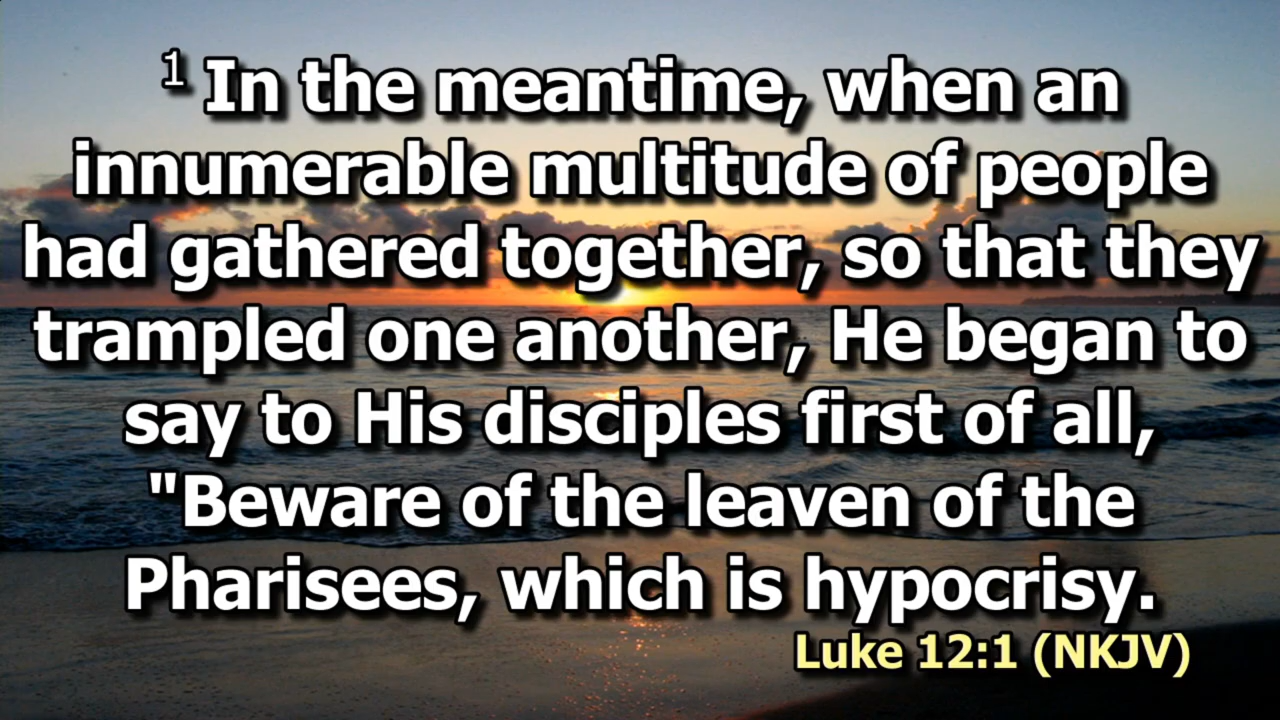 1 In the meantime, when an
innumerable multitude of people
had gathered together, so that they
trampled one another, He began to
say to His disciples first of all,
"Beware of the leaven of the
Pharisees, which is hypocrisy.
Luke 12:1 (NKJV)